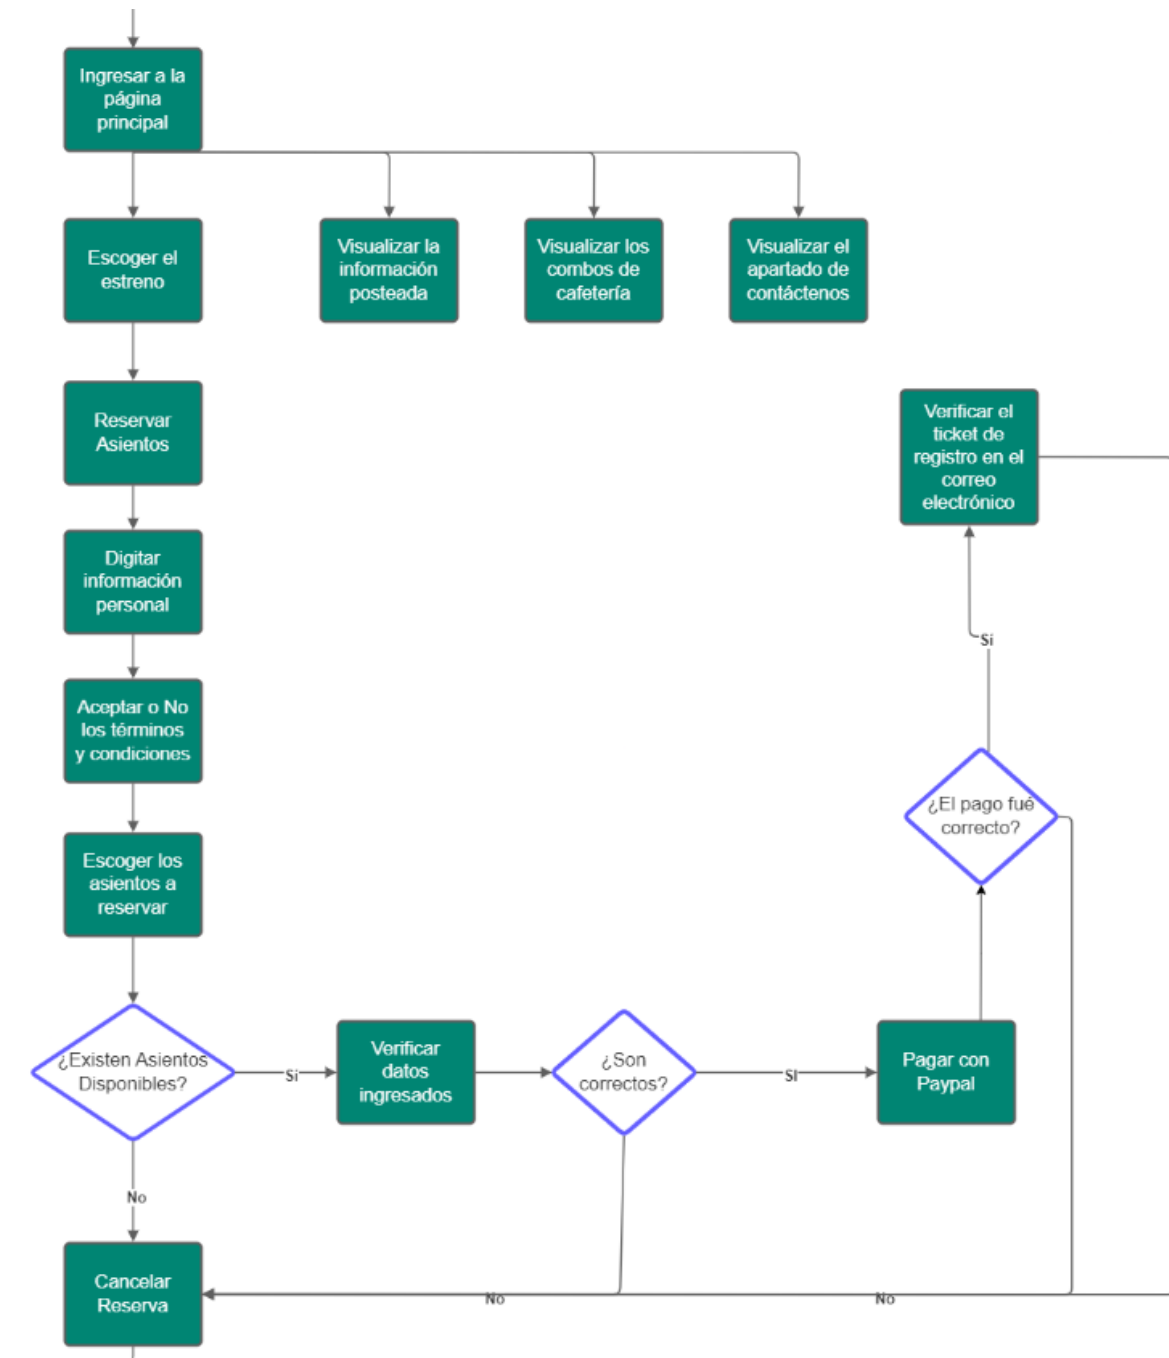 Ingresar a la
página
principal
Escoger el
estreno
Visualizar la
información
posteada
Visualizar los
combos de
cafetería
Visualizar el
apartado de
contáctenos
Reservar
Asientos
Verificar el
ticket de
registro en el
correo
electrónico
Digitar
información
personal
Sí
Aceptar o No
los términos
y condiciones
¿El pago fué
correcto?
Escoger los
asientos a
reservar
¿Existen Asientos
Disponibles?
Sí
Verificar
datos
ingresados
¿Son
correctos?
SI
Pagar con
Paypal
No
Cancelar
Reserva
No
No